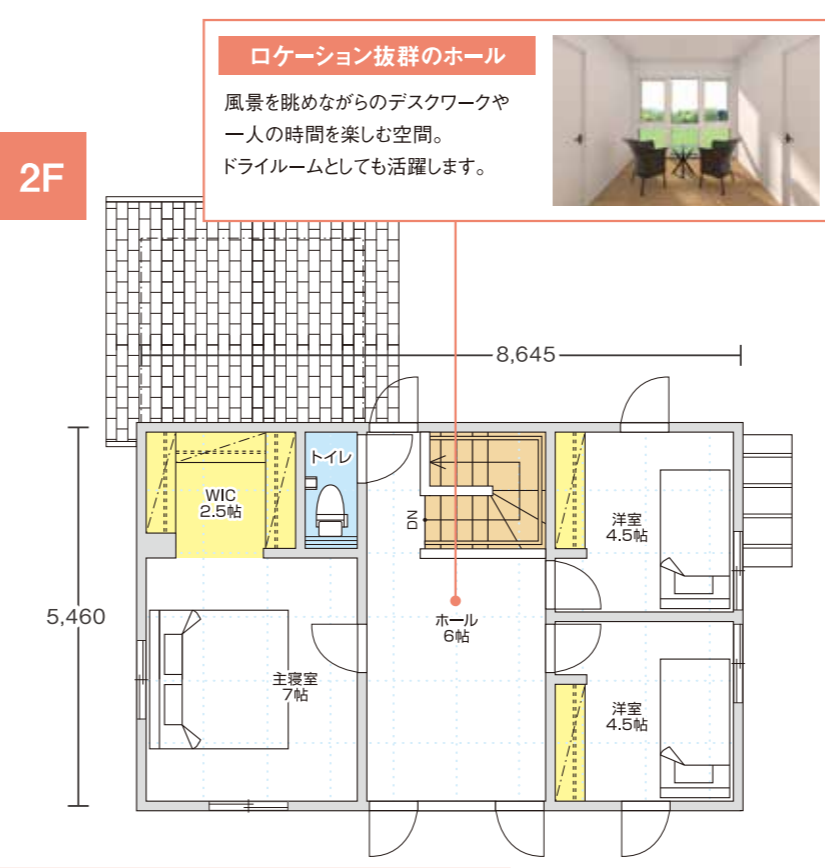 ロケーション抜群のホール
風景を眺めながらのデスクワークや
一人の時間を楽しむ空間。
ドライルームとしても活躍します。
2F
8,645
5,460
トイレ
WIC
2.5帖
DN
洋室
4.5帖
ホール
6帖
主寝室
7帖
洋室
4.5帖